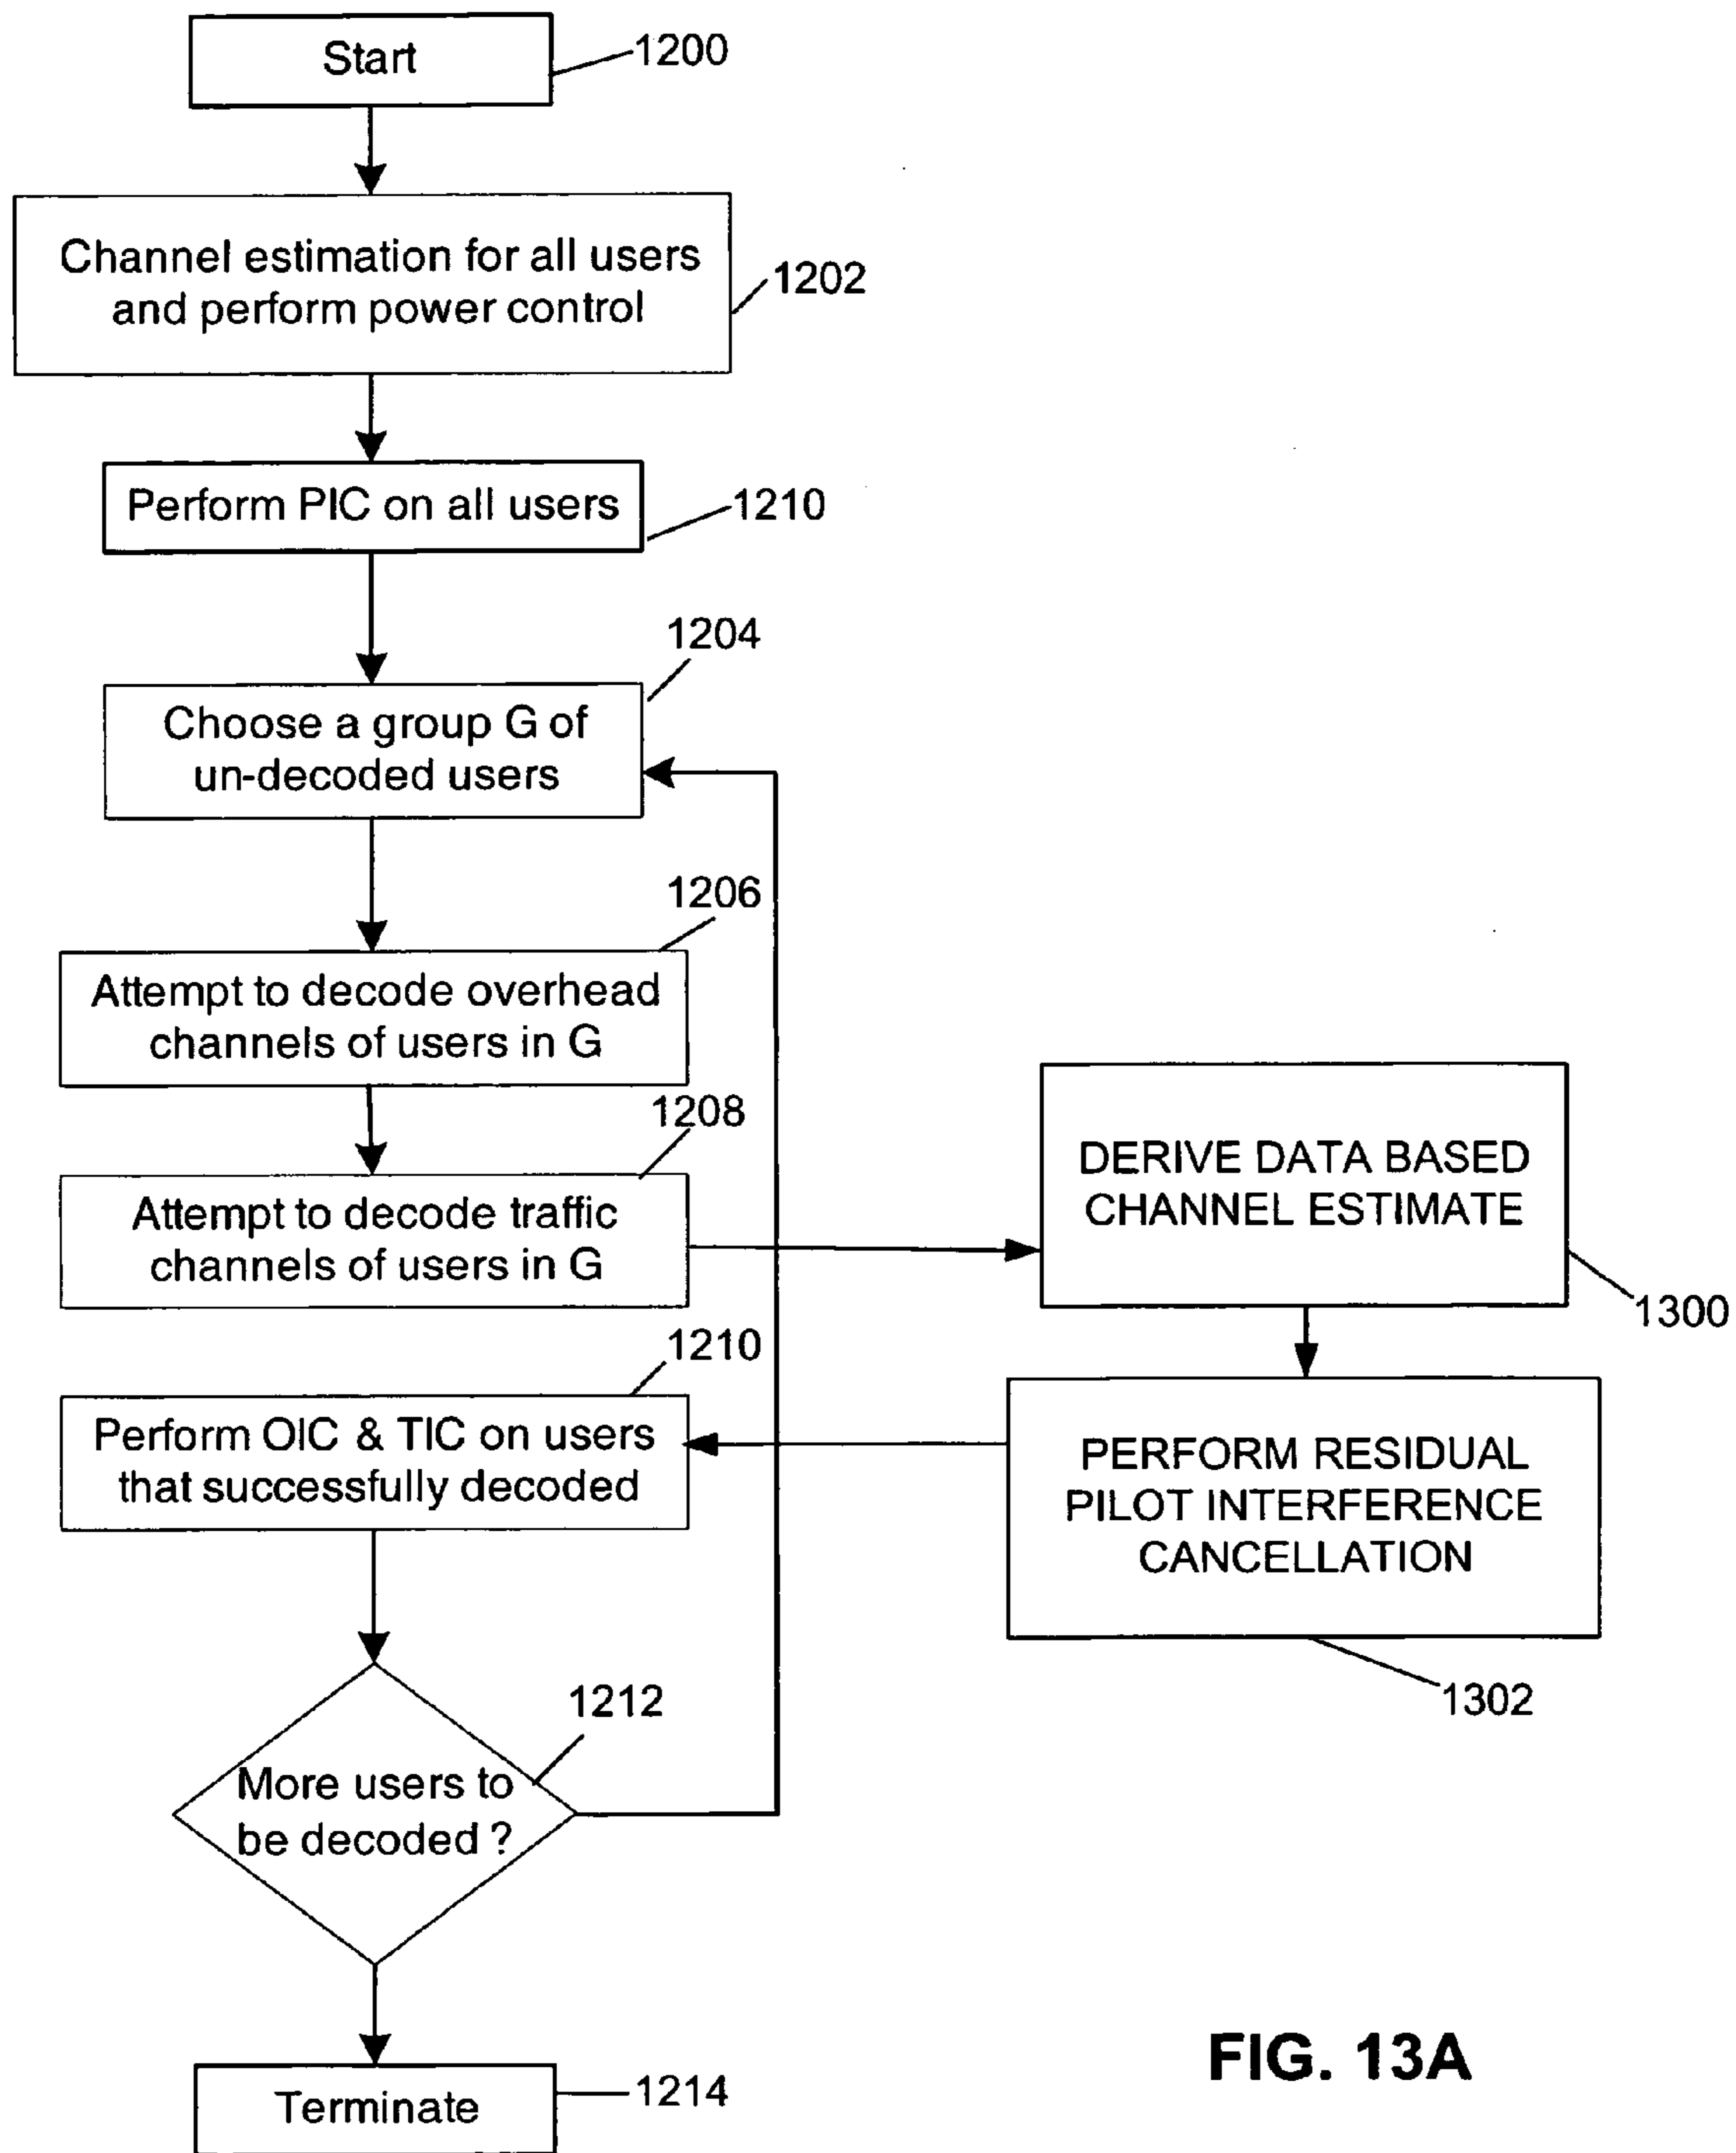 Start
1200
Channel estimation for all users
and perform power control
1202
Perform PIC on all users
1210
1204
Choose a group G of
un-decoded users
1206
Attempt to decode overhead
channels of users in G
1208
Attempt to decode traffic
channels of users in G
DERIVE DATA BASED
CHANNEL ESTIMATE
1300
1210
Perform OIC & TIC on users
that successfully decoded
PERFORM RESIDUAL
PILOT INTERFERENCE
CANCELLATION
1302
1212
More users to
be decoded ?
Terminate
1214
FIG. 13A